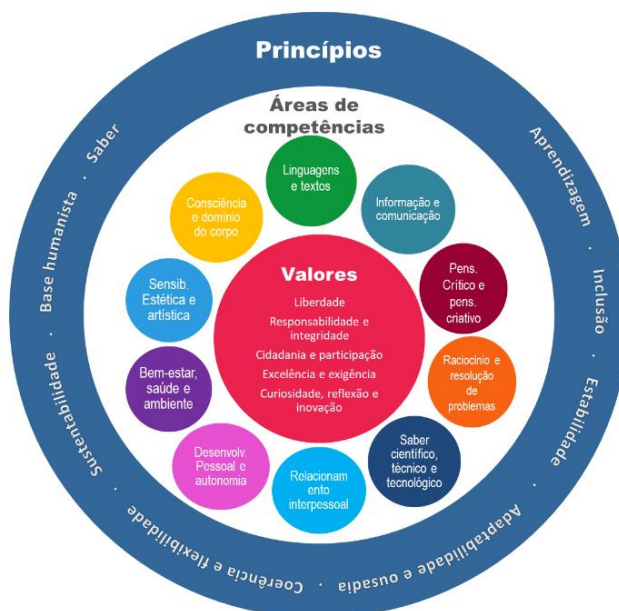 Princípios
Aprendizagem · Inclusão · Estabilidade · Adaptabilidade e ousadia · Coerência e flexibilidade · Sustentabilidade · Base humanista · Saber
Áreas de
competências
Linguagens
e textos
Informação e
comunicação
Pens.
Crítico e
pens.
criativo
Raciocínio e
resolução
de
problemas
Saber
científico,
técnico e
tecnológico
Relacionam
ento
interpessoal
Desenvolv.
Pessoal e
autonomia
Bem-estar,
saúde e
ambiente
Sensib.
Estética e
artística
Consciência
e domínio
do corpo
Valores
Liberdade
Responsabilidade e
integridade
Cidadania e participação
Excelência e exigência
Curiosidade, reflexão e
inovação